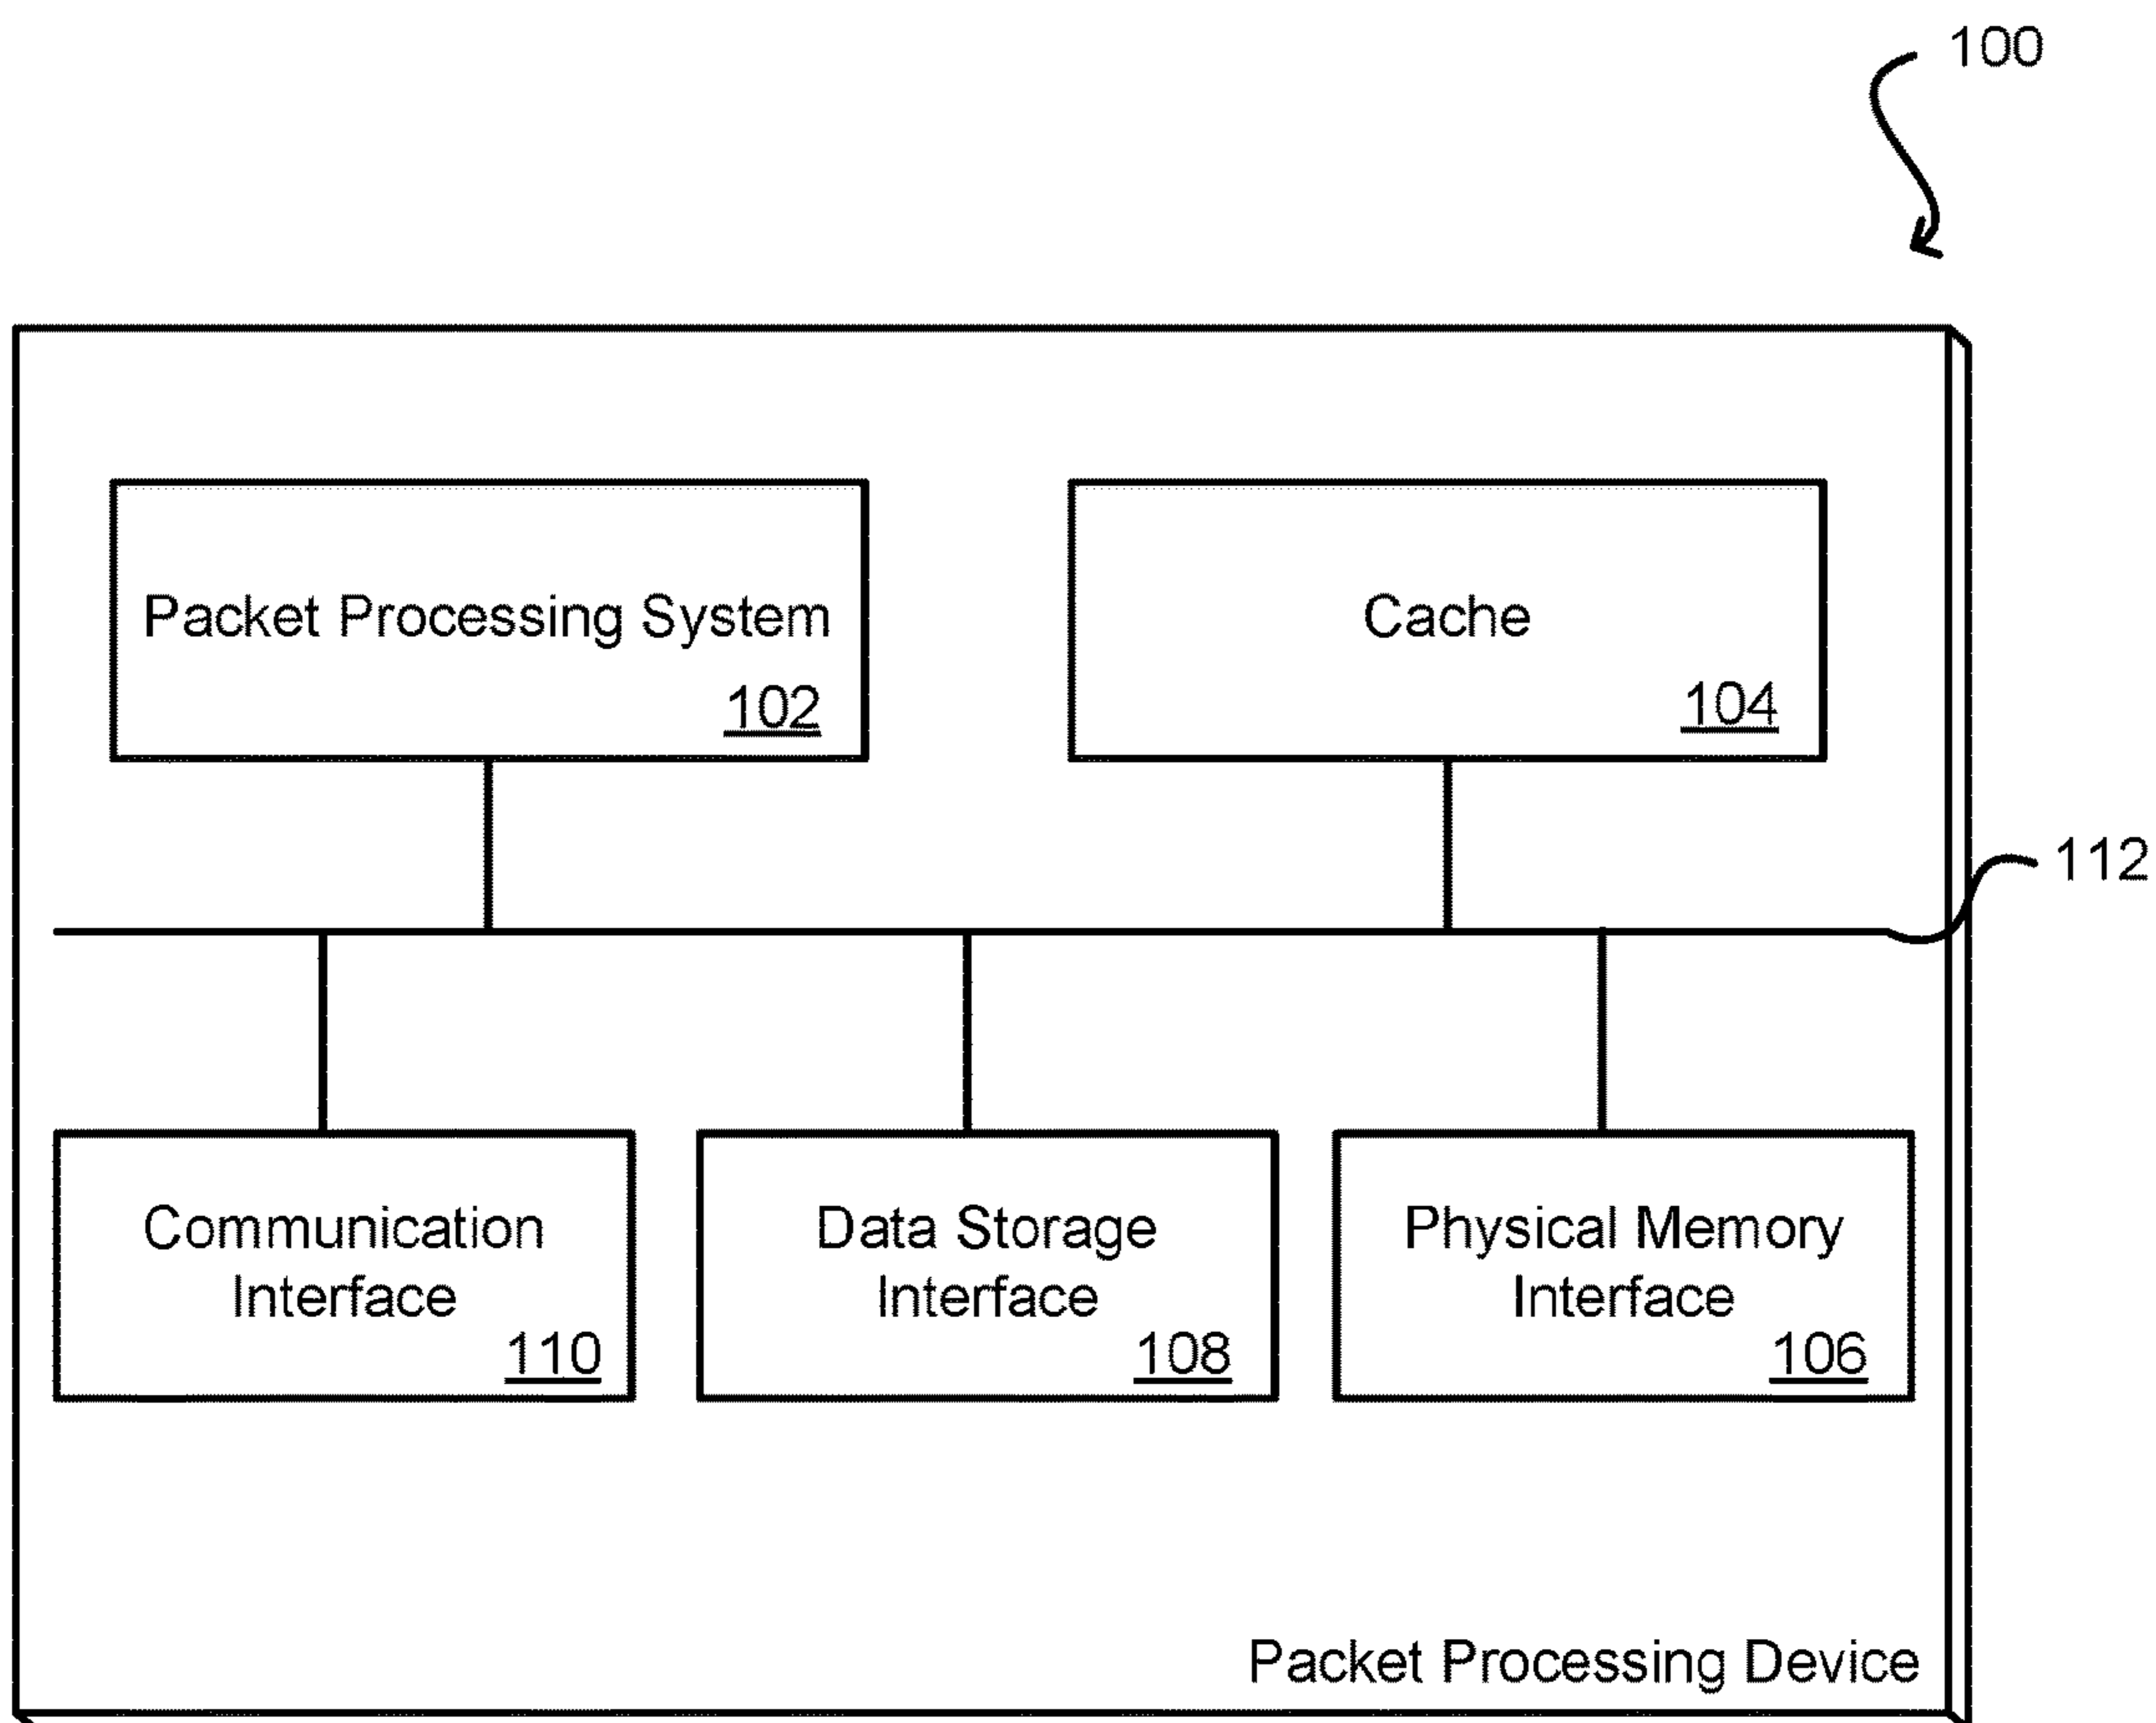 100
Packet Processing System
102
Cache
104
112
Communication
Interface
110
Data Storage
Interface
108
Physical Memory
Interface
106
Packet Processing Device